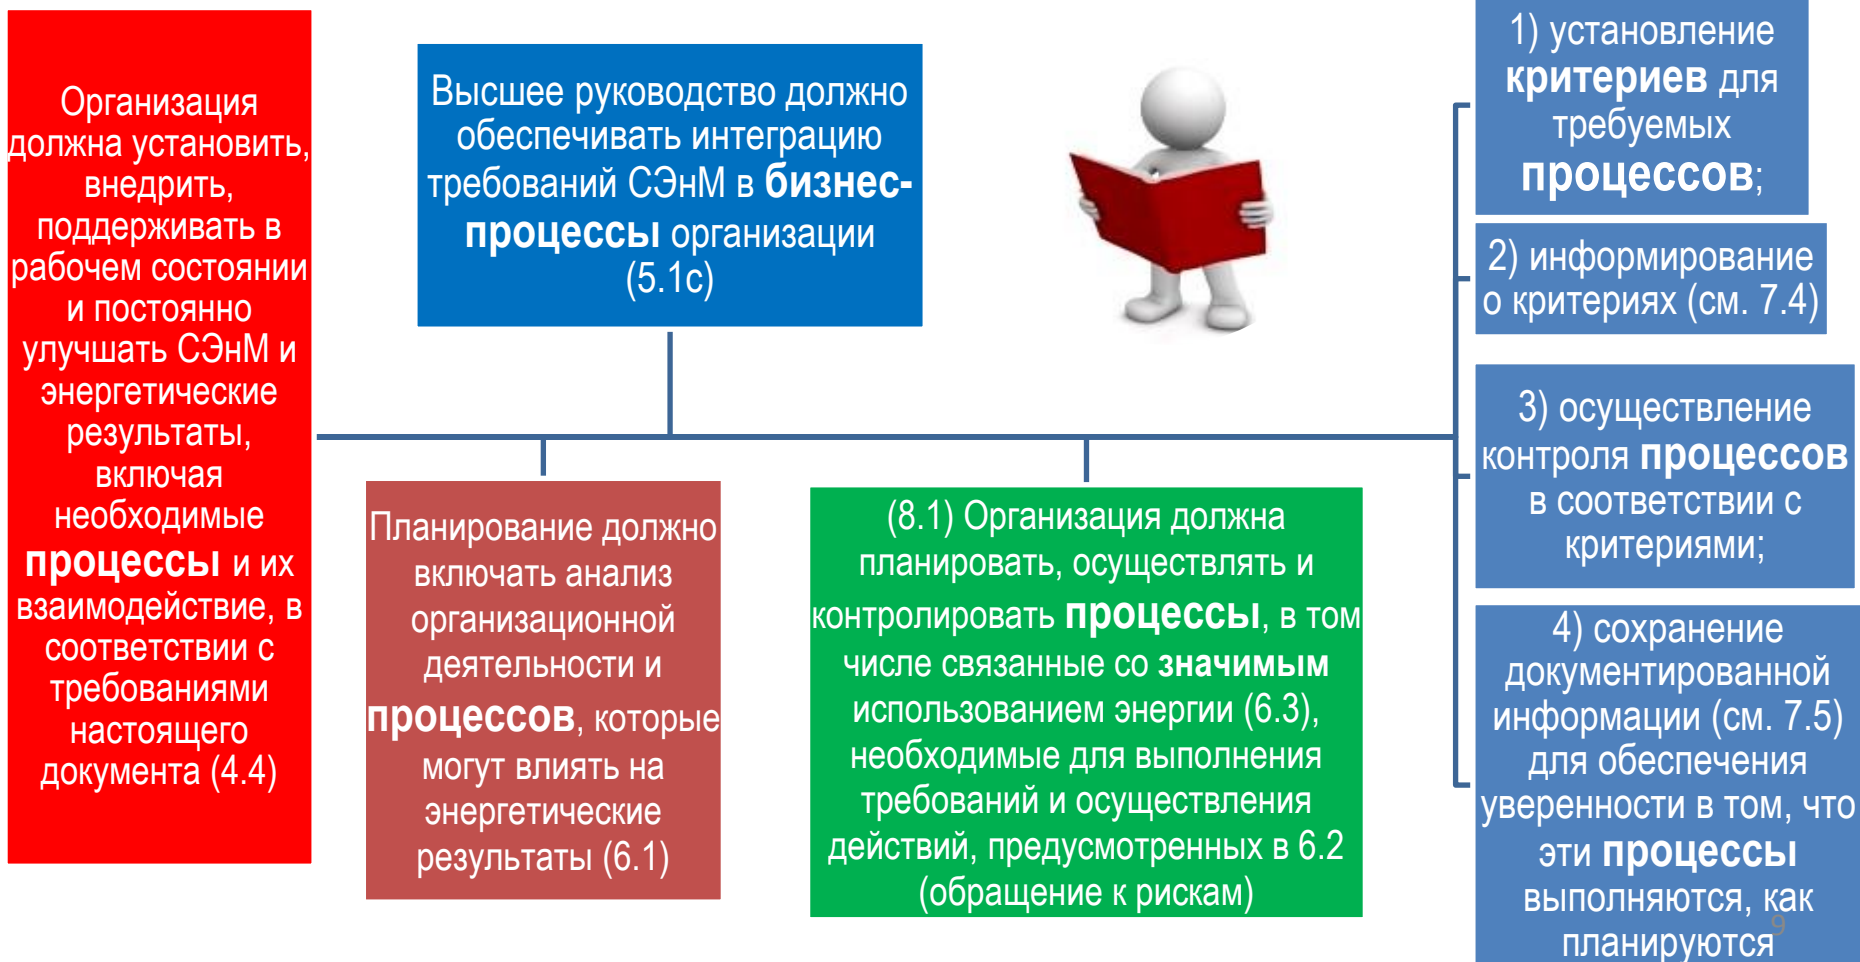 Организация
должна установить,
внедрить,
поддерживать в
рабочем состоянии
и постоянно
улучшать СЭнМ и
энергетические
результаты,
включая
необходимые
процессы и их
взаимодействие, в
соответствии с
требованиями
настоящего
документа (4.4)
Высшее руководство должно
обеспечивать интеграцию
требований СЭнМ в бизнес-
процессы организации
(5.1с)
Планирование должно
включать анализ
организационной
деятельности и
процессов, которые
могут влиять на
энергетические
результаты (6.1)
(8.1) Организация должна
планировать, осуществлять и
контролировать процессы, в том
числе связанные со значимым
использованием энергии (6.3),
необходимые для выполнения
требований и осуществления
действий, предусмотренных в 6.2
(обращение к рискам)
1) установление
критериев для
требуемых
процессов;
2) информирование
о критериях (см. 7.4)
3) осуществление
контроля процессов
в соответствии с
критериями;
4) сохранение
документированной
информации (см. 7.5)
для обеспечения
уверенности в том, что
эти процессы
выполняются, как
планируются
9